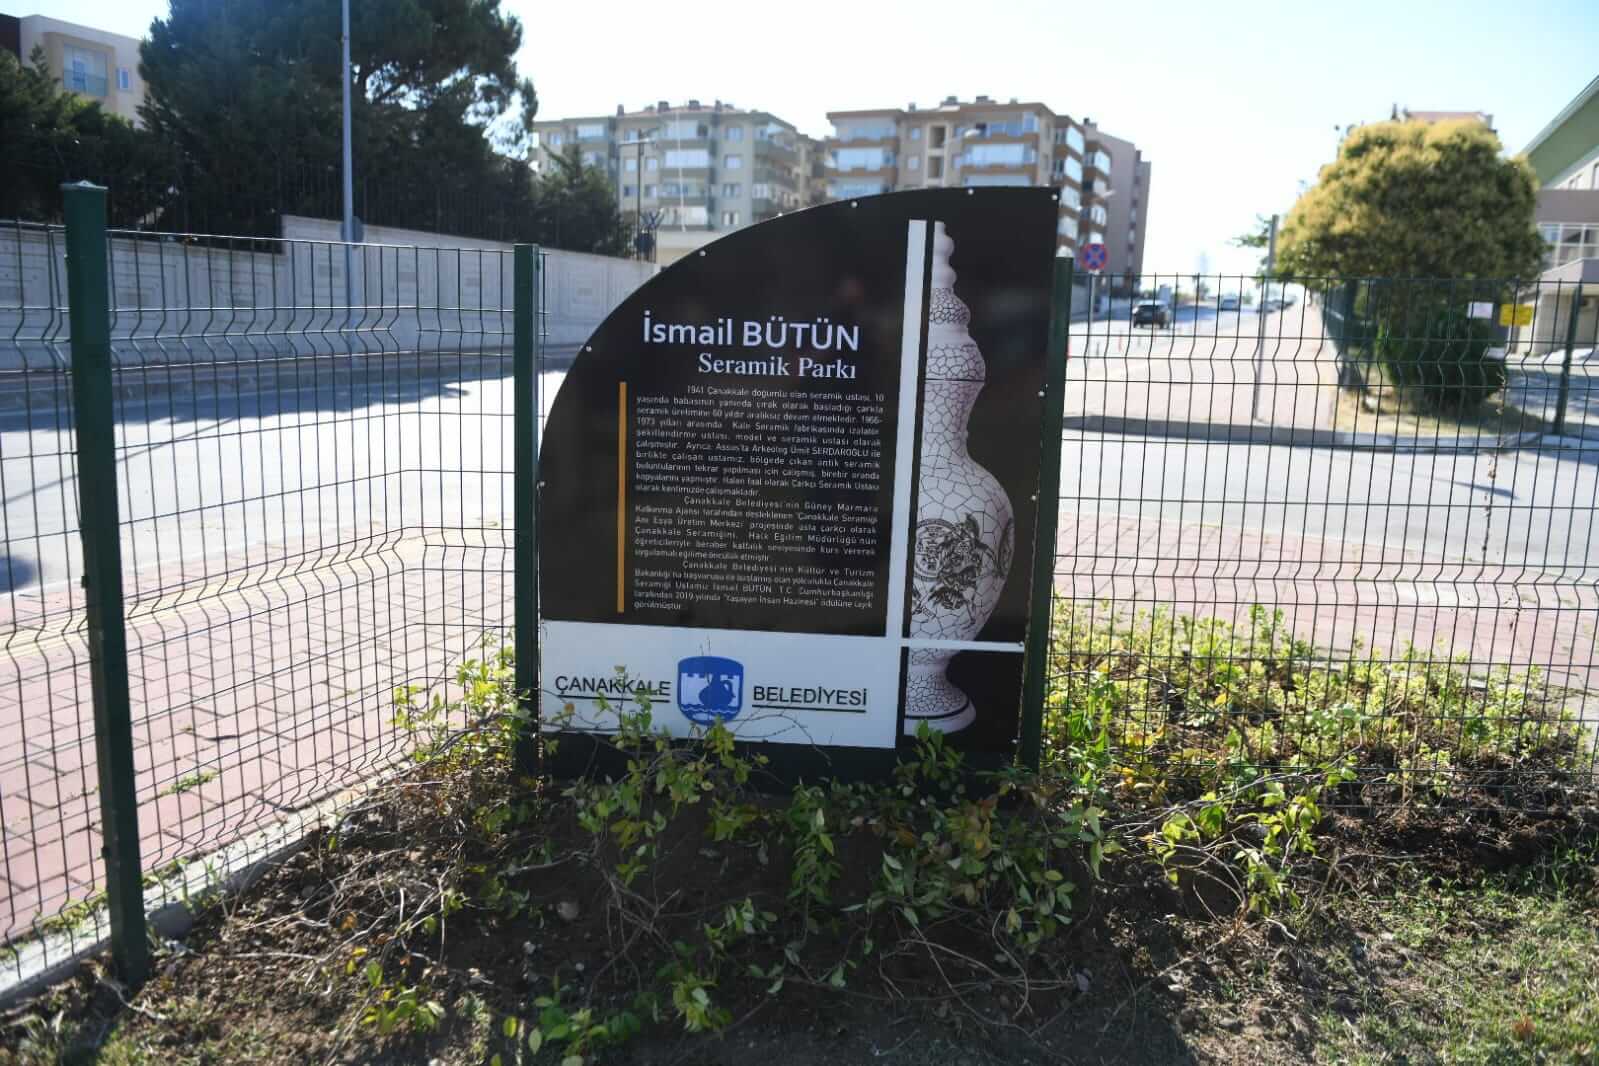 İsmail BÜTÜN
Seramik Parkı
1941 Çanakkale doğumlu olan seramik ustası, 10
yaşında babasının yanında çırak olarak başladığı çarkla
seramik üretimine 60 yıldır aralıksız devam etmektedir. 1966-
1973 yılları arasında Kale Seramik fabrikasında izalatör
şekillendirme ustası, model ve seramik ustası olarak
çalışmıştır. Ayrıca Assos'ta Arkeolog Ümit SERDAROĞLU ile
birlikte çalışan ustamız, bölgede çıkan antik seramik
buluntularının tekrar yapılması için çalışmış, birebir oranda
kopyalarını yapmıştır. Halen faal olarak Çarkçı Seramik Ustası
olarak kentimizde çalışmaktadır.
Çanakkale Belediyesi'nin Güney Marmara
Kalkınma Ajansı tarafından desteklenen "Çanakkale Seramiği
Anı Eşya Üretim Merkezi" projesinde usta çarkçı olarak
Çanakkale Seramiğini, Halk Eğitim Müdürlüğü'nün
öğreticileriyle beraber kalfalık seviyesinde kurs vererek
uygulamalı eğitime öncülük etmiştir.
Çanakkale Belediyesi'nin Kültür ve Turizm
Bakanlığı'na başvurusu ile başlamış olan yolculukta Çanakkale
Seramiği Ustamız İsmail BÜTÜN, T.C. Cumhurbaşkanlığı
tarafından 2019 yılında "Yaşayan İnsan Hazinesi" ödülüne layık
görülmüştür.
ÇANAKKALE BELEDİYESİ